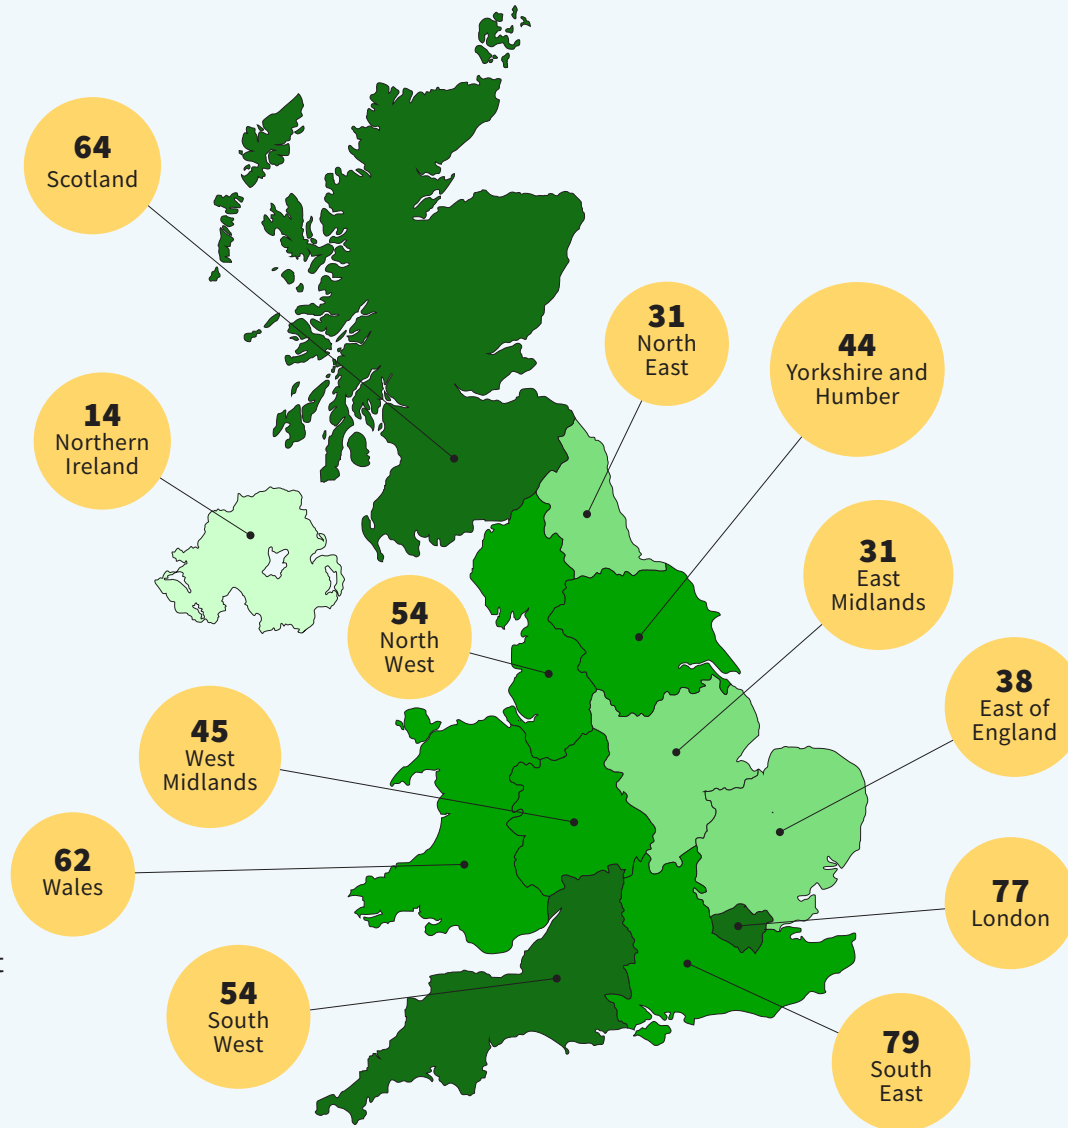 64
Scotland
31
North
East
44
Yorkshire and
Humber
14
Northern
Ireland
31
East
Midlands
54
North
West
38
East of
England
45
West
Midlands
62
Wales
77
London
54
South
West
79
South
East